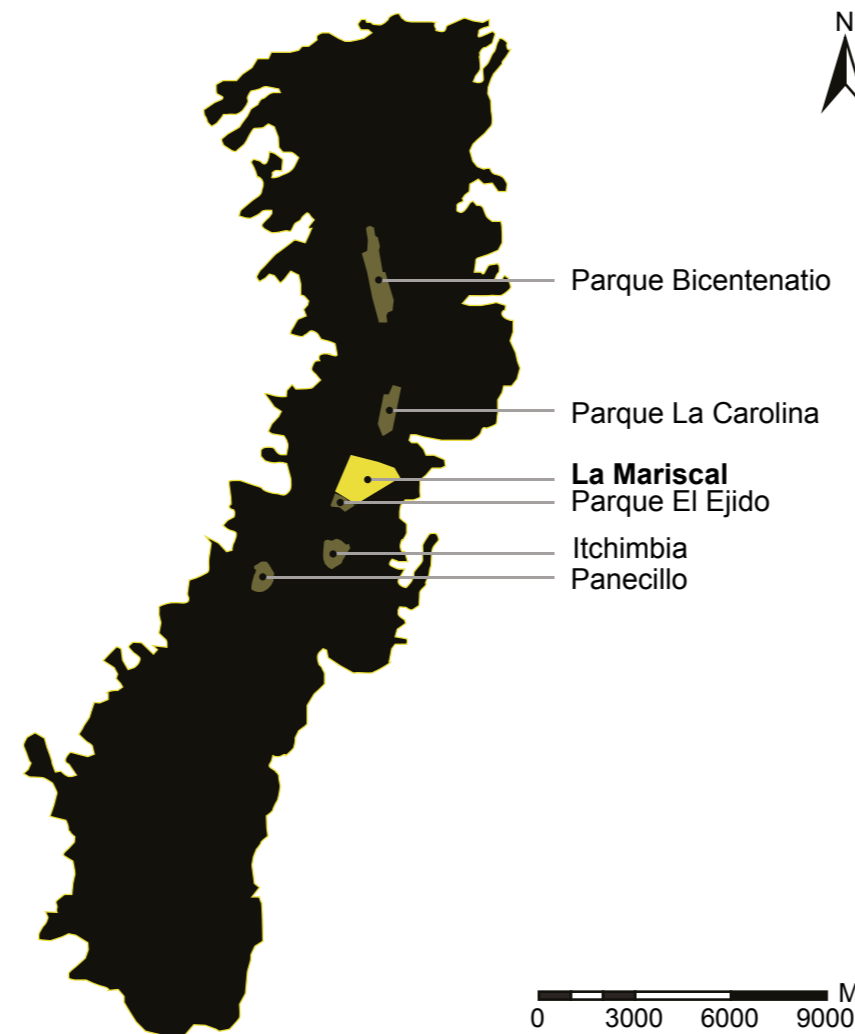 N
Parque Bicentenatio
Parque La Carolina
La Mariscal
Parque El Ejido
Itchimbia
Panecillo
M
0 3000 6000 9000